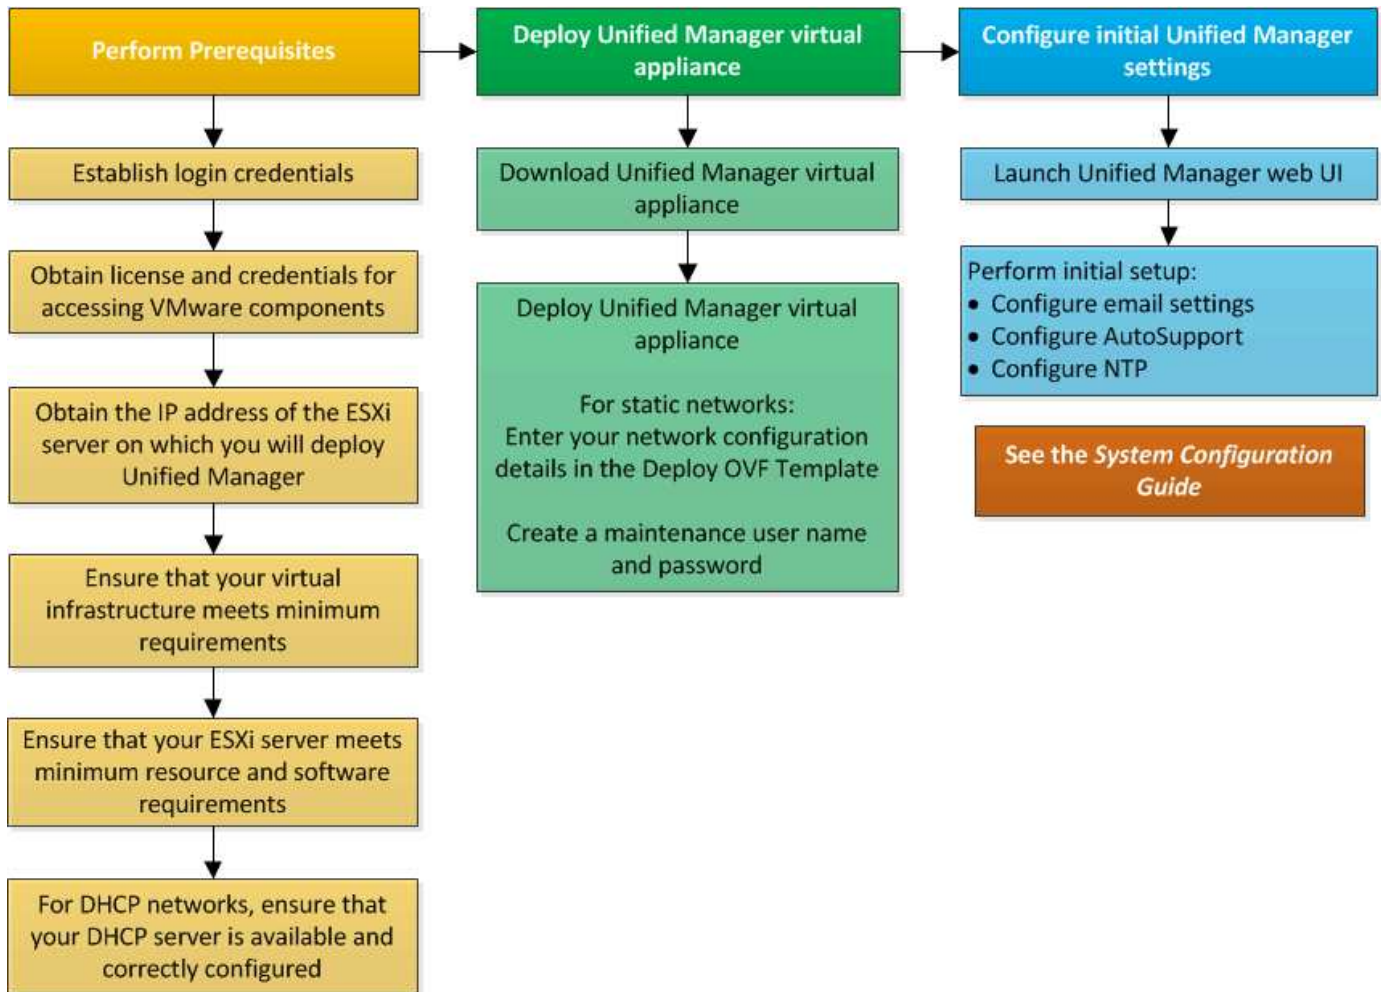 Perform Prerequisites
Establish login credentials
Obtain license and credentials for
accessing VMware components
Obtain the IP address of the ESXi
server on which you will deploy
Unified Manager
Ensure that your virtual
infrastructure meets minimum
requirements
Ensure that your ESXi server meets
minimum resource and software
requirements
For DHCP networks, ensure that
your DHCP server is available and
correctly configured
Deploy Unified Manager virtual
appliance
Download Unified Manager virtual
appliance
Deploy Unified Manager virtual
appliance
For static networks:
Enter your network configuration
details in the Deploy OVF Template
Create a maintenance user name
and password
Configure initial Unified Manager
settings
Launch Unified Manager web UI
Perform initial setup:
• Configure email settings
• Configure AutoSupport
• Configure NTP
See the System Configuration
Guide